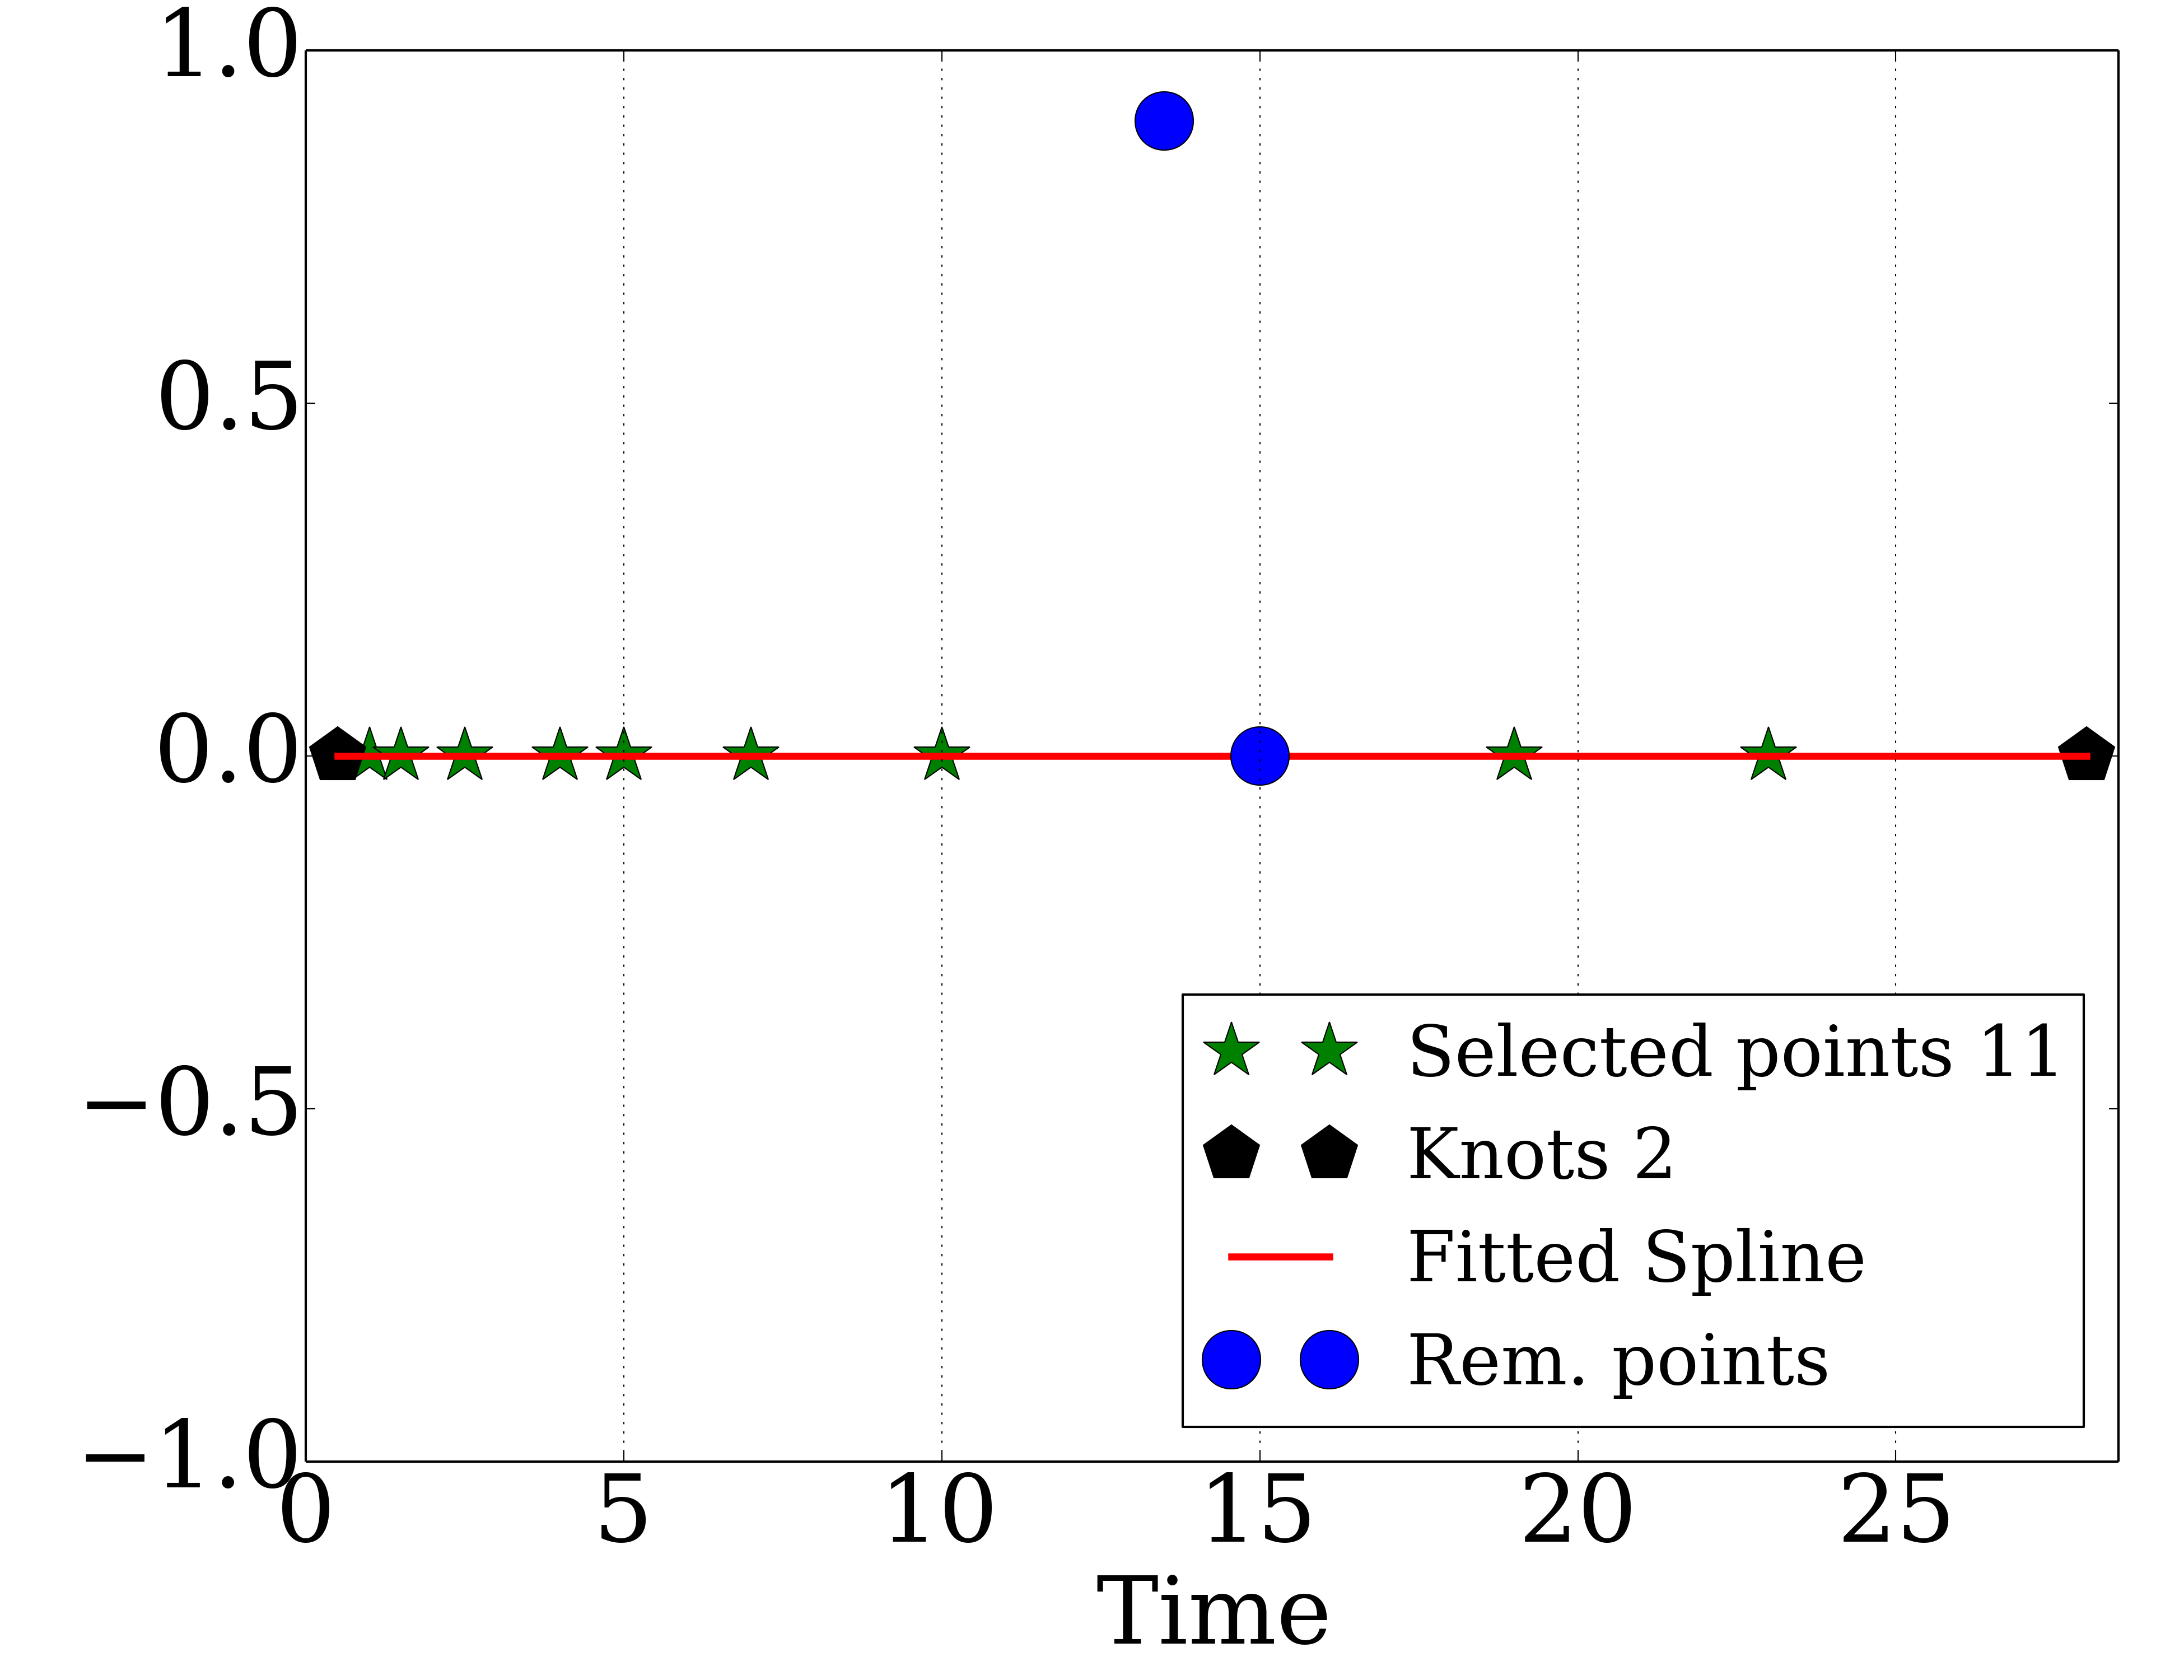 1.0
0.5
0.0
−0.5
−1.0
0 5 10 15 20 25
Time
Selected points 11
Knots 2
Fitted Spline
Rem. points